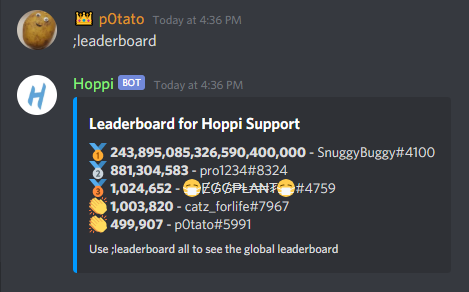 👑 p0tato Today at 4:36 PM
;leaderboard
Hoppi BOT Today at 4:36 PM
Leaderboard for Hoppi Support
🥇 243,895,085,326,590,400,000 - SnuggyBuggy#4100
🥈 881,304,583 - pro1234#8324
🥉 1,024,652 - 😷E̷G̷G̷P̷L̷A̷N̷T̷😷#4759
👏 1,003,820 - catz_forlife#7967
👏 499,907 - p0tato#5991
Use ;leaderboard all to see the global leaderboard